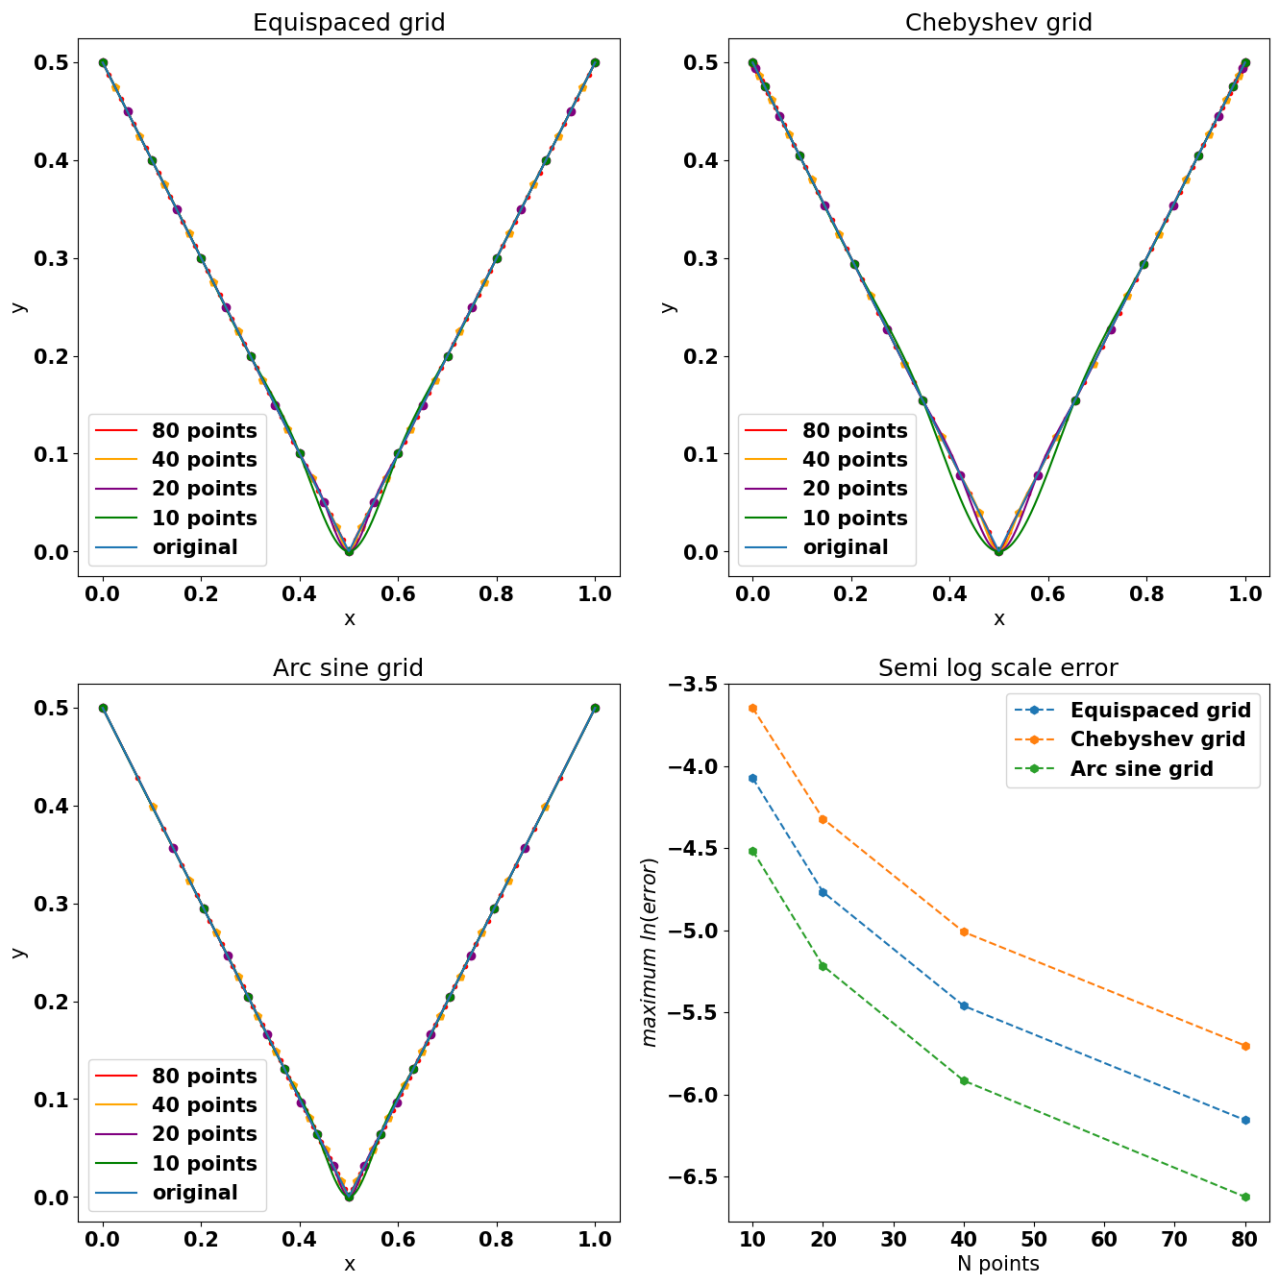 Equispaced grid
0.5
0.4
0.3
0.2
0.1
0.0
y
80 points
40 points
20 points
10 points
original
0.0 0.2 0.4 0.6 0.8 1.0
x
Chebyshev grid
0.5
0.4
0.3
0.2
0.1
0.0
y
80 points
40 points
20 points
10 points
original
0.0 0.2 0.4 0.6 0.8 1.0
x
Arc sine grid
0.5
0.4
0.3
0.2
0.1
0.0
y
80 points
40 points
20 points
10 points
original
0.0 0.2 0.4 0.6 0.8 1.0
x
Semi log scale error
−3.5
−4.0
−4.5
−5.0
−5.5
−6.0
−6.5
maximum ln(error)
Equispaced grid
Chebyshev grid
Arc sine grid
10 20 30 40 50 60 70 80
N points